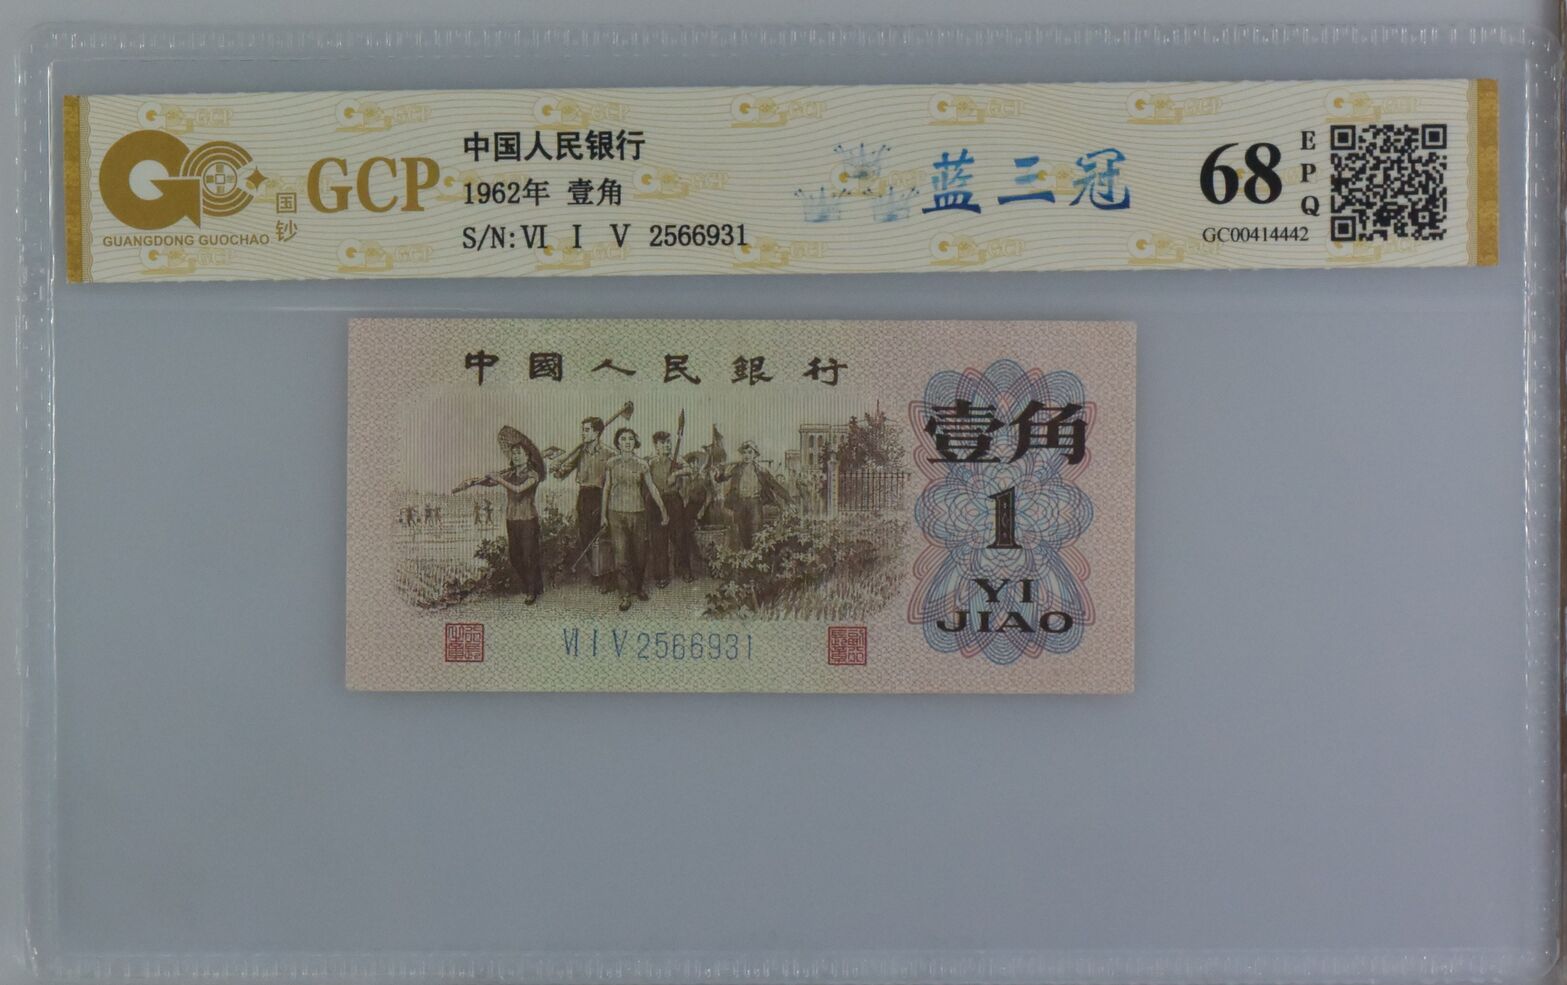 GUANGDONG GUOCHAO
国钞
GCP
中国人民银行
1962年 壹角
S/N: VI I V 2566931
蓝三冠
68
EPQ
GC00414442
中國人民銀行
壹角
1
YI
JIAO
VI I V 2566931